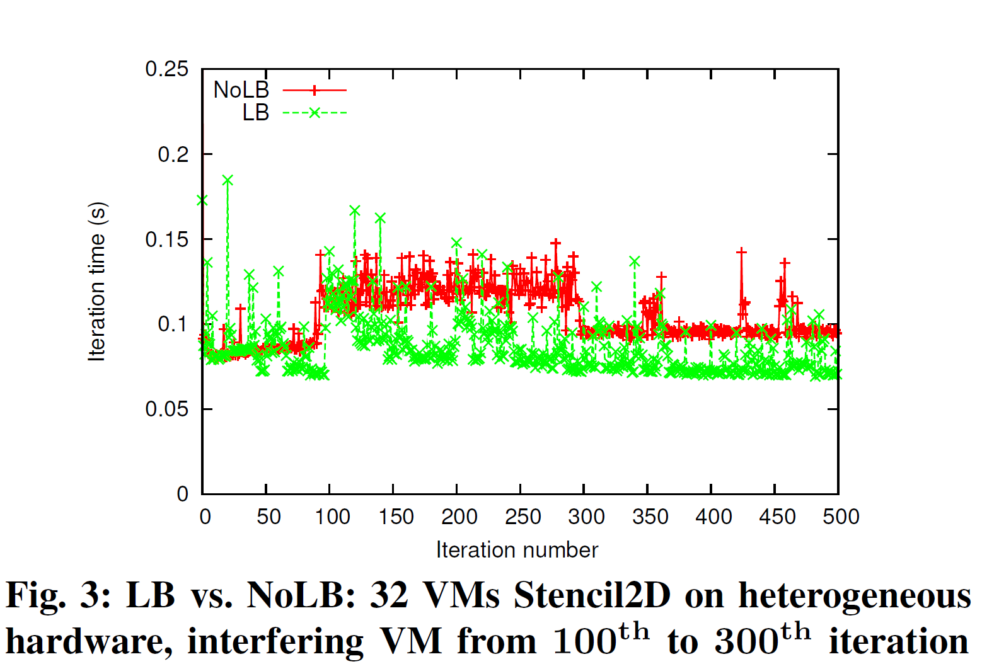 0.25
NoLB
LB
0.2
0.15
0.1
0.05
0
Iteration time (s)
0 50 100 150 200 250 300 350 400 450 500
Iteration number
Fig. 3: LB vs. NoLB: 32 VMs Stencil2D on heterogeneous
hardware, interfering VM from 100th to 300th iteration